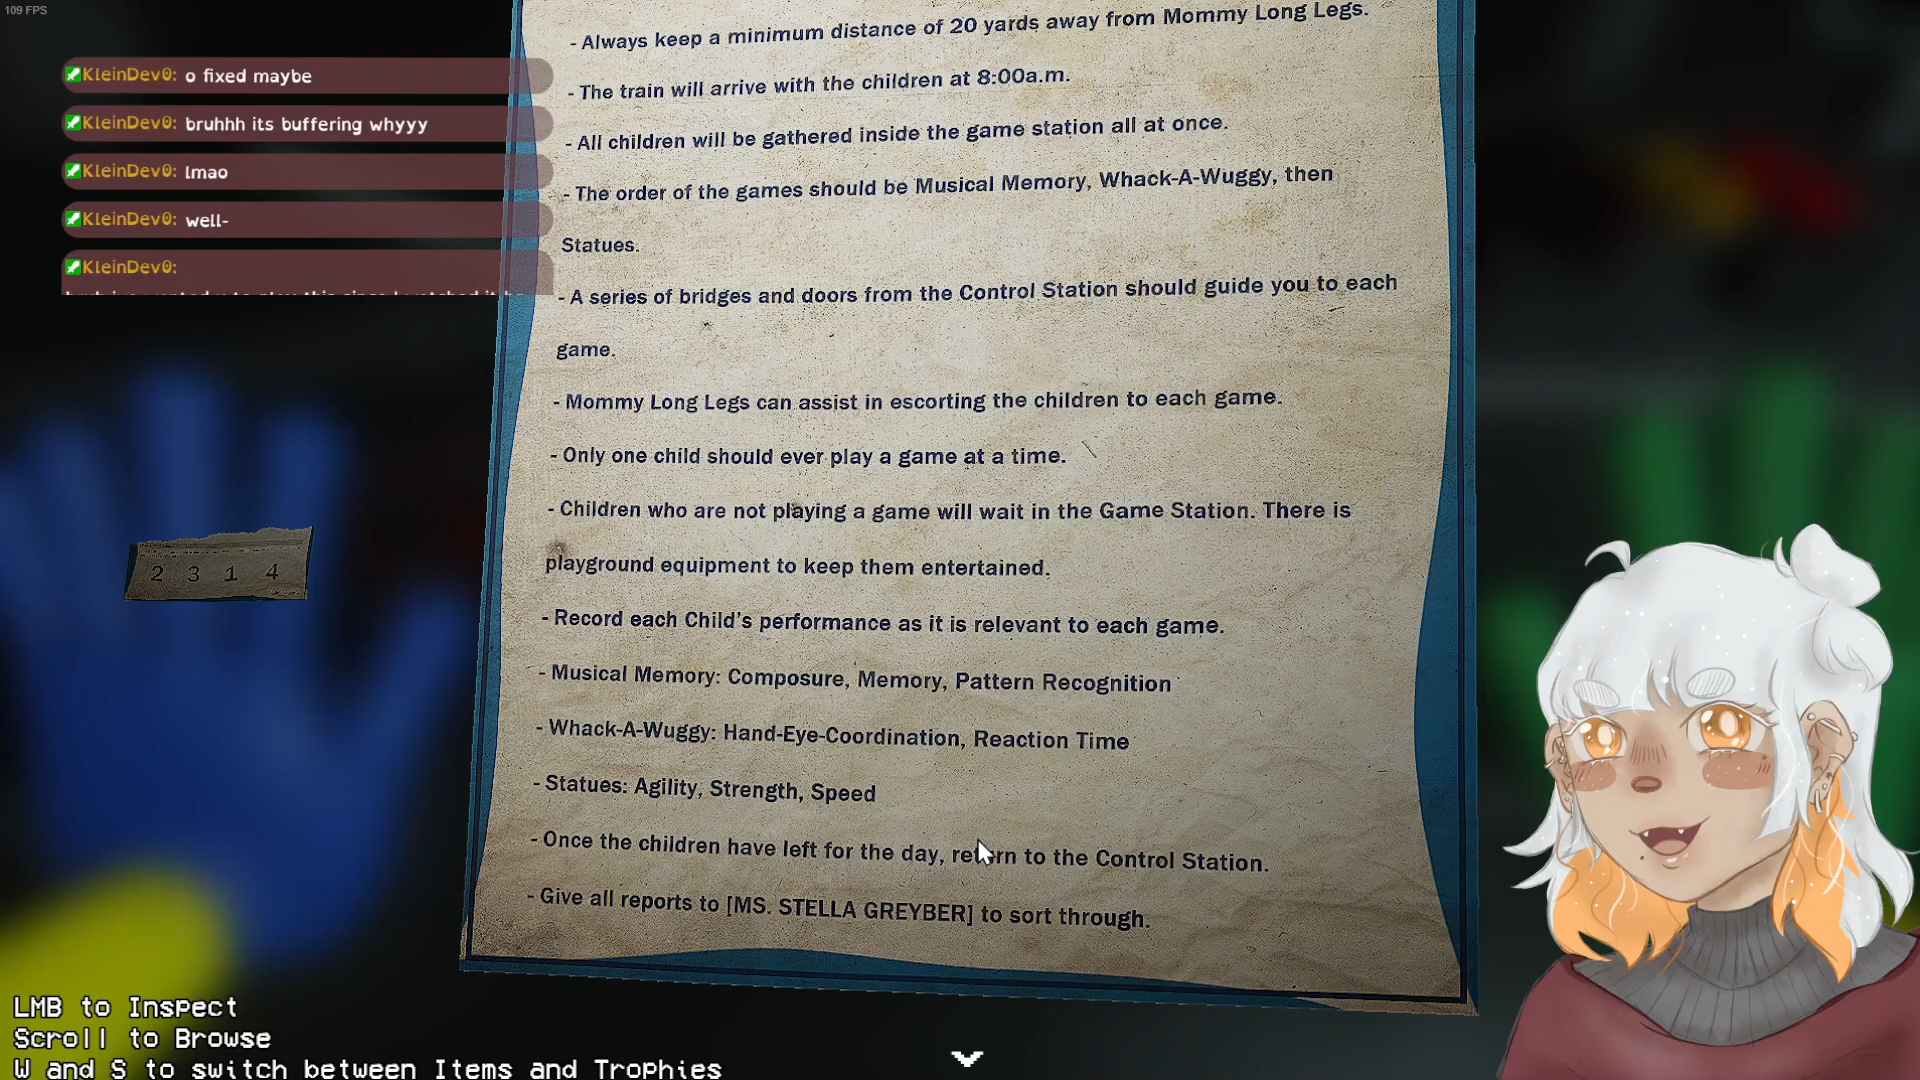 109 FPS
KleinDev0: o fixed maybe
KleinDev0: bruhhh its buffering whyyy
KleinDev0: lmao
KleinDev0: well-
KleinDev0:
- Always keep a minimum distance of 20 yards away from Mommy Long Legs.
- The train will arrive with the children at 8:00a.m.
- All children will be gathered inside the game station all at once.
- The order of the games should be Musical Memory, Whack-A-Wuggy, then
Statues.
- A series of bridges and doors from the Control Station should guide you to each
game.
- Mommy Long Legs can assist in escorting the children to each game.
- Only one child should ever play a game at a time.
- Children who are not playing a game will wait in the Game Station. There is
playground equipment to keep them entertained.
- Record each Child's performance as it is relevant to each game.
- Musical Memory: Composure, Memory, Pattern Recognition
- Whack-A-Wuggy: Hand-Eye-Coordination, Reaction Time
- Statues: Agility, Strength, Speed
- Once the children have left for the day, return to the Control Station.
- Give all reports to [MS. STELLA GREYBER] to sort through.
2 3 1 4
LMB to Inspect
Scroll to Browse
W and S to switch between Items and Trophies